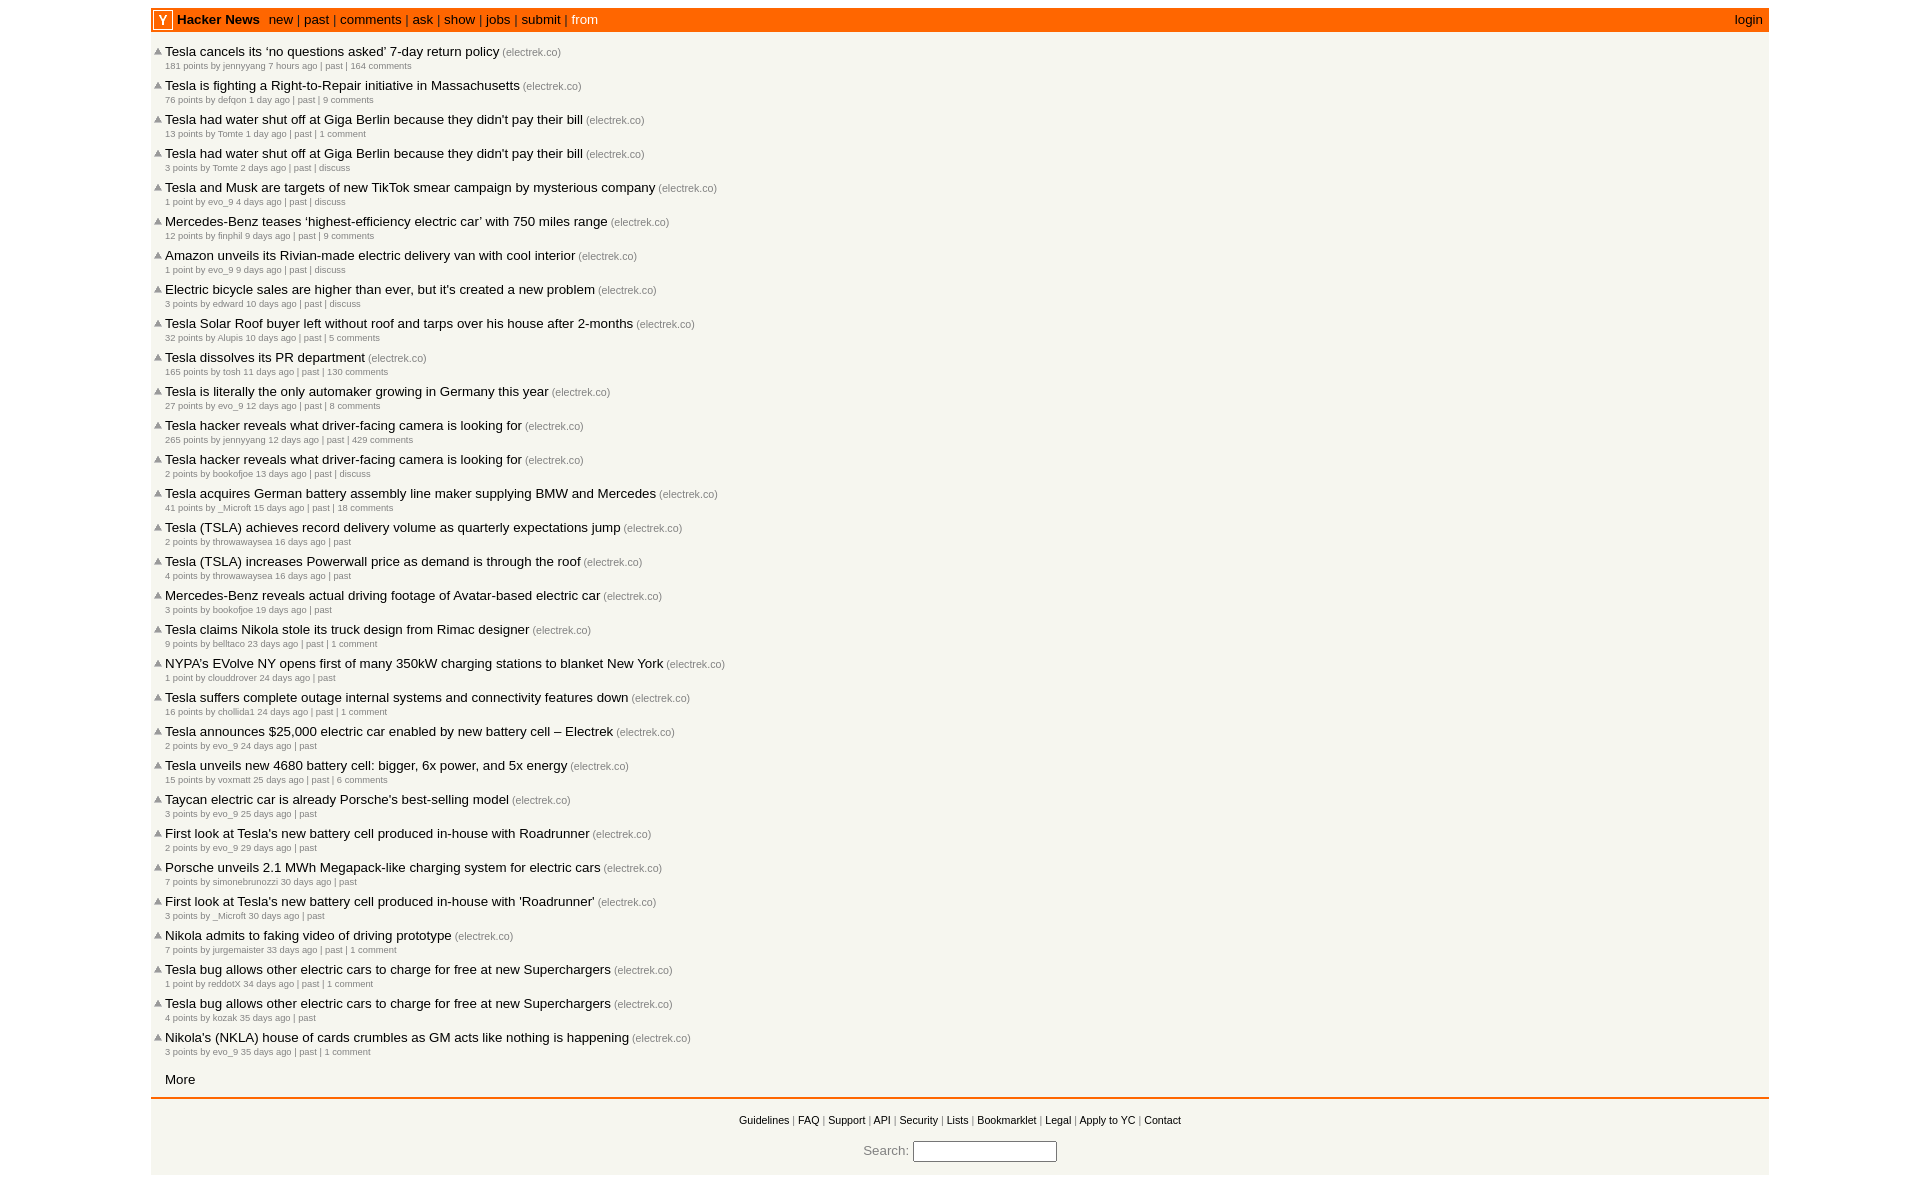 Y Hacker News new | past | comments | ask | show | jobs | submit | from login
Tesla cancels its ‘no questions asked’ 7-day return policy (electrek.co)
181 points by jennyyang 7 hours ago | past | 164 comments
Tesla is fighting a Right-to-Repair initiative in Massachusetts (electrek.co)
76 points by defqon 1 day ago | past | 9 comments
Tesla had water shut off at Giga Berlin because they didn't pay their bill (electrek.co)
13 points by Tomte 1 day ago | past | 1 comment
Tesla had water shut off at Giga Berlin because they didn't pay their bill (electrek.co)
3 points by Tomte 2 days ago | past | discuss
Tesla and Musk are targets of new TikTok smear campaign by mysterious company (electrek.co)
1 point by evo_9 4 days ago | past | discuss
Mercedes-Benz teases ‘highest-efficiency electric car’ with 750 miles range (electrek.co)
12 points by finphil 9 days ago | past | 9 comments
Amazon unveils its Rivian-made electric delivery van with cool interior (electrek.co)
1 point by evo_9 9 days ago | past | discuss
Electric bicycle sales are higher than ever, but it's created a new problem (electrek.co)
3 points by edward 10 days ago | past | discuss
Tesla Solar Roof buyer left without roof and tarps over his house after 2-months (electrek.co)
32 points by Alupis 10 days ago | past | 5 comments
Tesla dissolves its PR department (electrek.co)
165 points by tosh 11 days ago | past | 130 comments
Tesla is literally the only automaker growing in Germany this year (electrek.co)
27 points by evo_9 12 days ago | past | 8 comments
Tesla hacker reveals what driver-facing camera is looking for (electrek.co)
265 points by jennyyang 12 days ago | past | 429 comments
Tesla hacker reveals what driver-facing camera is looking for (electrek.co)
2 points by bookofjoe 13 days ago | past | discuss
Tesla acquires German battery assembly line maker supplying BMW and Mercedes (electrek.co)
41 points by _Microft 15 days ago | past | 18 comments
Tesla (TSLA) achieves record delivery volume as quarterly expectations jump (electrek.co)
2 points by throwawaysea 16 days ago | past
Tesla (TSLA) increases Powerwall price as demand is through the roof (electrek.co)
4 points by throwawaysea 16 days ago | past
Mercedes-Benz reveals actual driving footage of Avatar-based electric car (electrek.co)
3 points by bookofjoe 19 days ago | past
Tesla claims Nikola stole its truck design from Rimac designer (electrek.co)
9 points by belltaco 23 days ago | past | 1 comment
NYPA's EVolve NY opens first of many 350kW charging stations to blanket New York (electrek.co)
1 point by clouddrover 24 days ago | past
Tesla suffers complete outage internal systems and connectivity features down (electrek.co)
16 points by chollida1 24 days ago | past | 1 comment
Tesla announces $25,000 electric car enabled by new battery cell – Electrek (electrek.co)
2 points by evo_9 24 days ago | past
Tesla unveils new 4680 battery cell: bigger, 6x power, and 5x energy (electrek.co)
15 points by voxmatt 25 days ago | past | 6 comments
Taycan electric car is already Porsche's best-selling model (electrek.co)
3 points by evo_9 25 days ago | past
First look at Tesla's new battery cell produced in-house with Roadrunner (electrek.co)
2 points by evo_9 29 days ago | past
Porsche unveils 2.1 MWh Megapack-like charging system for electric cars (electrek.co)
7 points by simonebrunozzi 30 days ago | past
First look at Tesla's new battery cell produced in-house with 'Roadrunner' (electrek.co)
3 points by _Microft 30 days ago | past
Nikola admits to faking video of driving prototype (electrek.co)
7 points by jurgemaister 33 days ago | past | 1 comment
Tesla bug allows other electric cars to charge for free at new Superchargers (electrek.co)
1 point by reddotX 34 days ago | past | 1 comment
Tesla bug allows other electric cars to charge for free at new Superchargers (electrek.co)
4 points by kozak 35 days ago | past
Nikola's (NKLA) house of cards crumbles as GM acts like nothing is happening (electrek.co)
3 points by evo_9 35 days ago | past | 1 comment
More
Guidelines | FAQ | Support | API | Security | Lists | Bookmarklet | Legal | Apply to YC | Contact
Search: